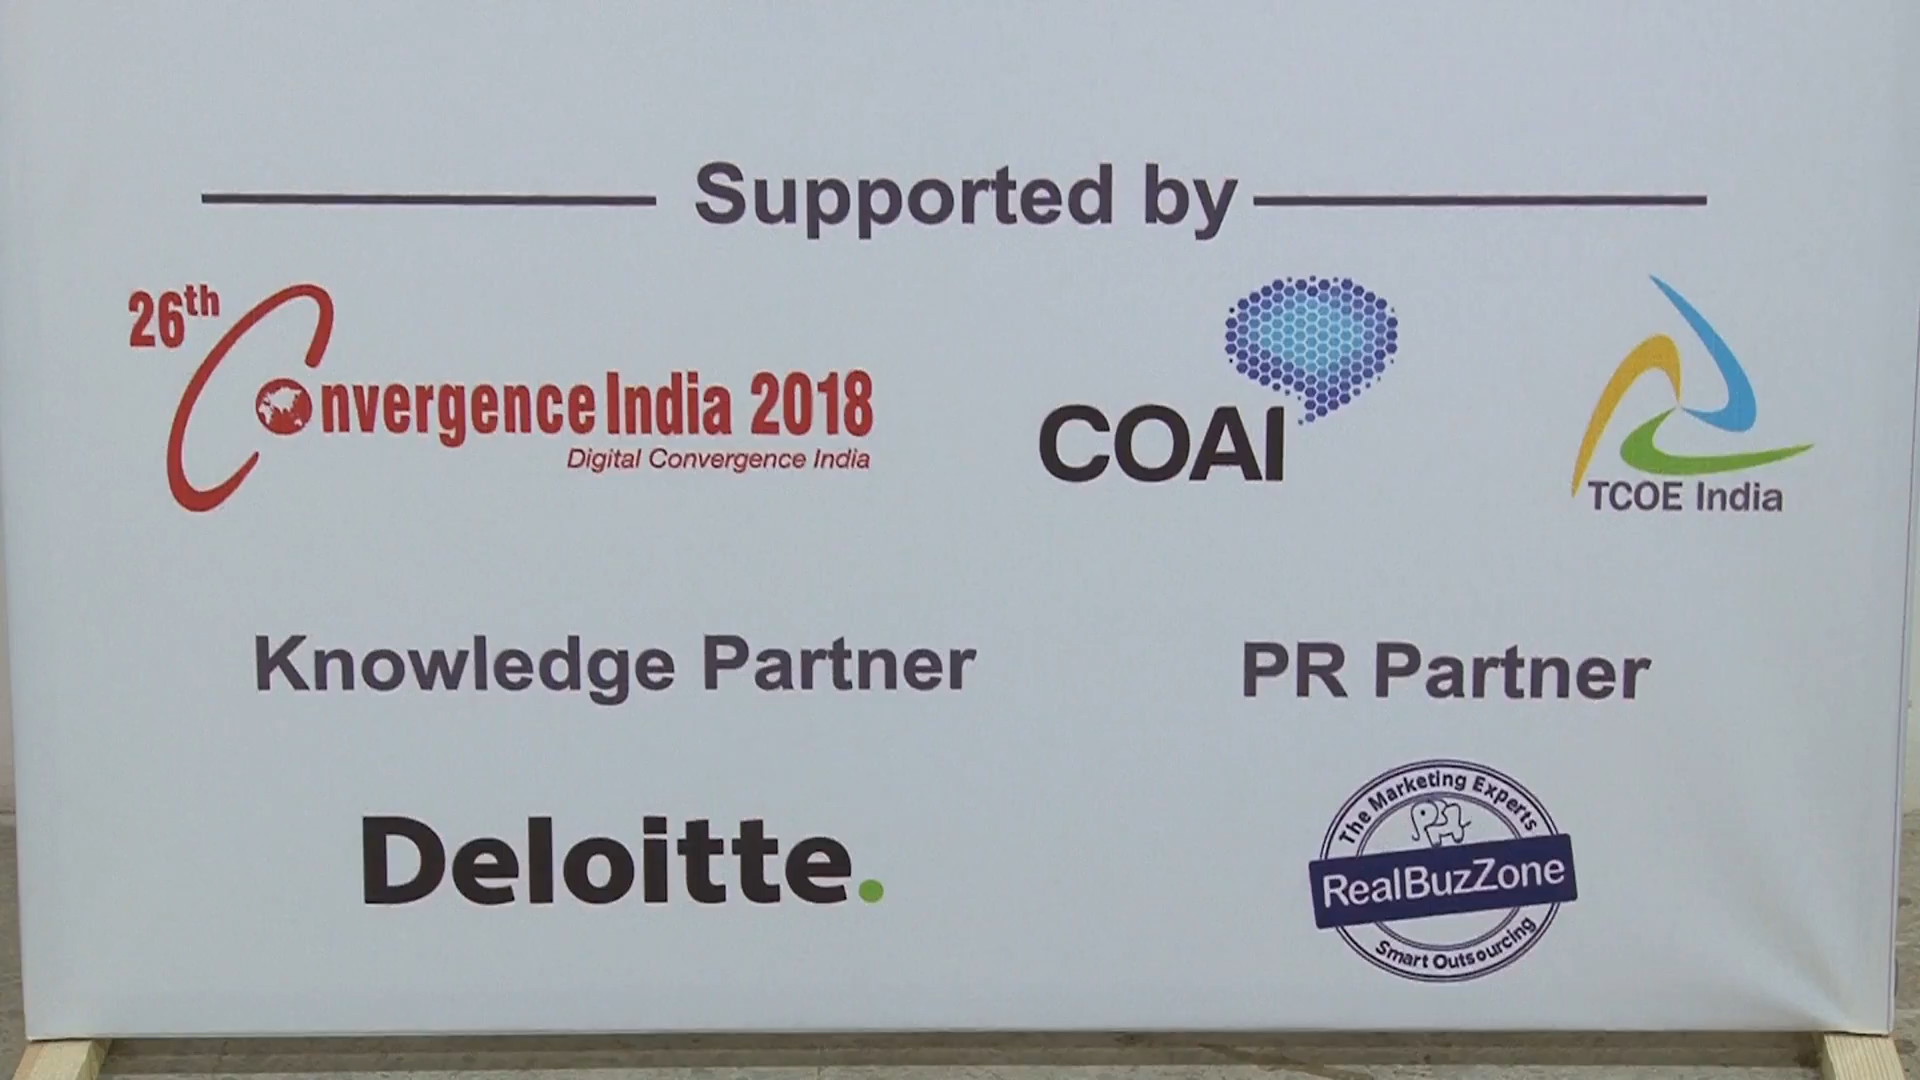 Supported by
26th
Convergence India 2018
Digital Convergence India
COAI
TCOE India
Knowledge Partner
PR Partner
Deloitte.
The Marketing Experts
RealBuzZone
Smart Outsourcing